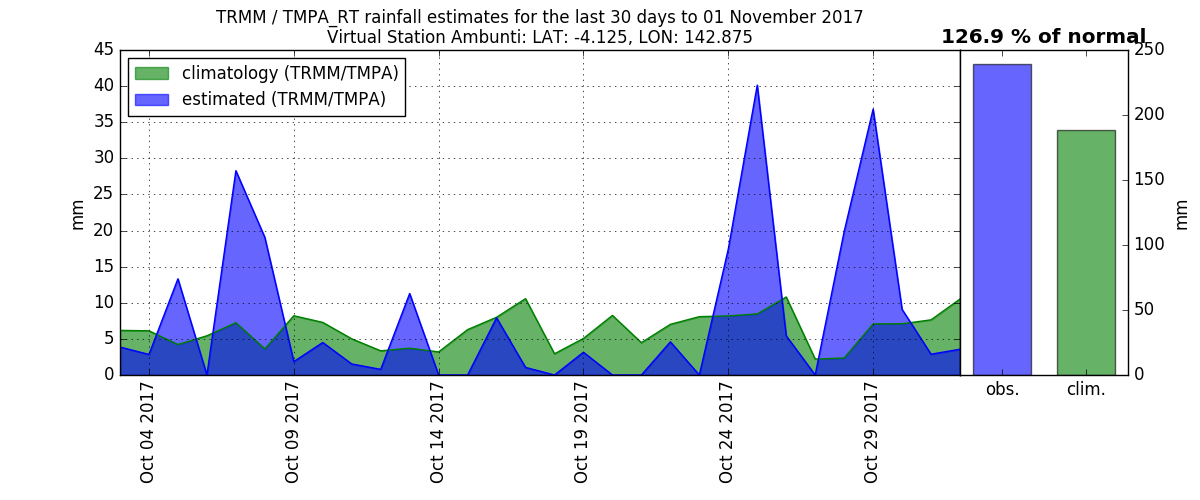 TRMM / TMPA_RT rainfall estimates for the last 30 days to 01 November 2017
Virtual Station Ambunti: LAT: -4.125, LON: 142.875
126.9 % of normal
climatology (TRMM/TMPA)
estimated (TRMM/TMPA)
45
40
35
30
25
20
15
10
5
0
mm
Oct 04 2017
Oct 09 2017
Oct 14 2017
Oct 19 2017
Oct 24 2017
Oct 29 2017
obs.
clim.
250
200
150
100
50
0
mm